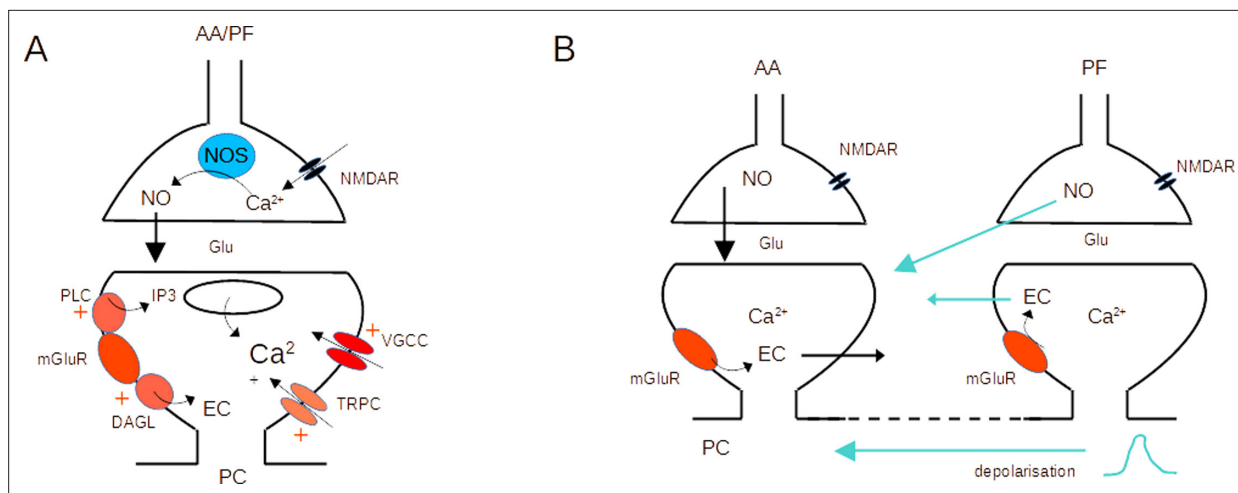 A
AA/PF
NOS
NMDAR
NO
Ca²⁺
Glu
PLC
IP3
+
+
VGCC
mGluR
Ca²
+
+
TRPC
DAGL
EC
+
PC
B
AA
PF
NMDAR
NMDAR
NO
NO
Glu
Glu
EC
Ca²⁺
Ca²⁺
EC
mGluR
mGluR
PC
depolarisation